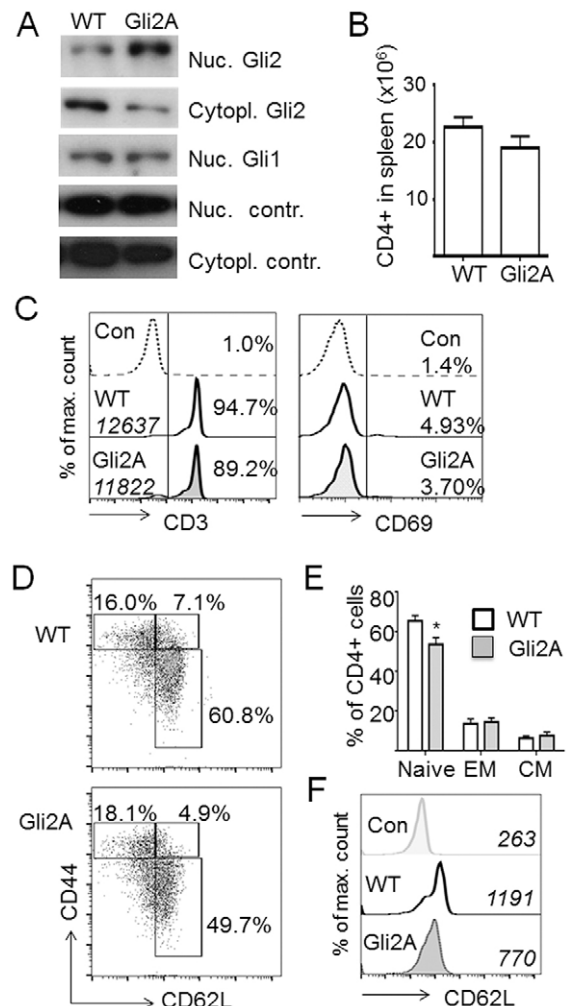 A
WT Gli2A
Nuc. Gli2
Cytopl. Gli2
Nuc. Gli1
Nuc. contr.
Cytopl. contr.
B
CD4+ in spleen (x10⁶)
30
20
10
WT Gli2A
C
% of max. count
Con
1.0%
WT
12637
94.7%
Gli2A
11822
89.2%
CD3
Con
1.4%
WT
4.93%
Gli2A
3.70%
CD69
D
WT
16.0% 7.1%
60.8%
Gli2A
18.1% 4.9%
49.7%
CD44
CD62L
E
% of CD4+ cells
80
60
40
20
*
WT
Gli2A
Naive EM CM
F
% of max. count
Con
263
WT
1191
Gli2A
770
CD62L